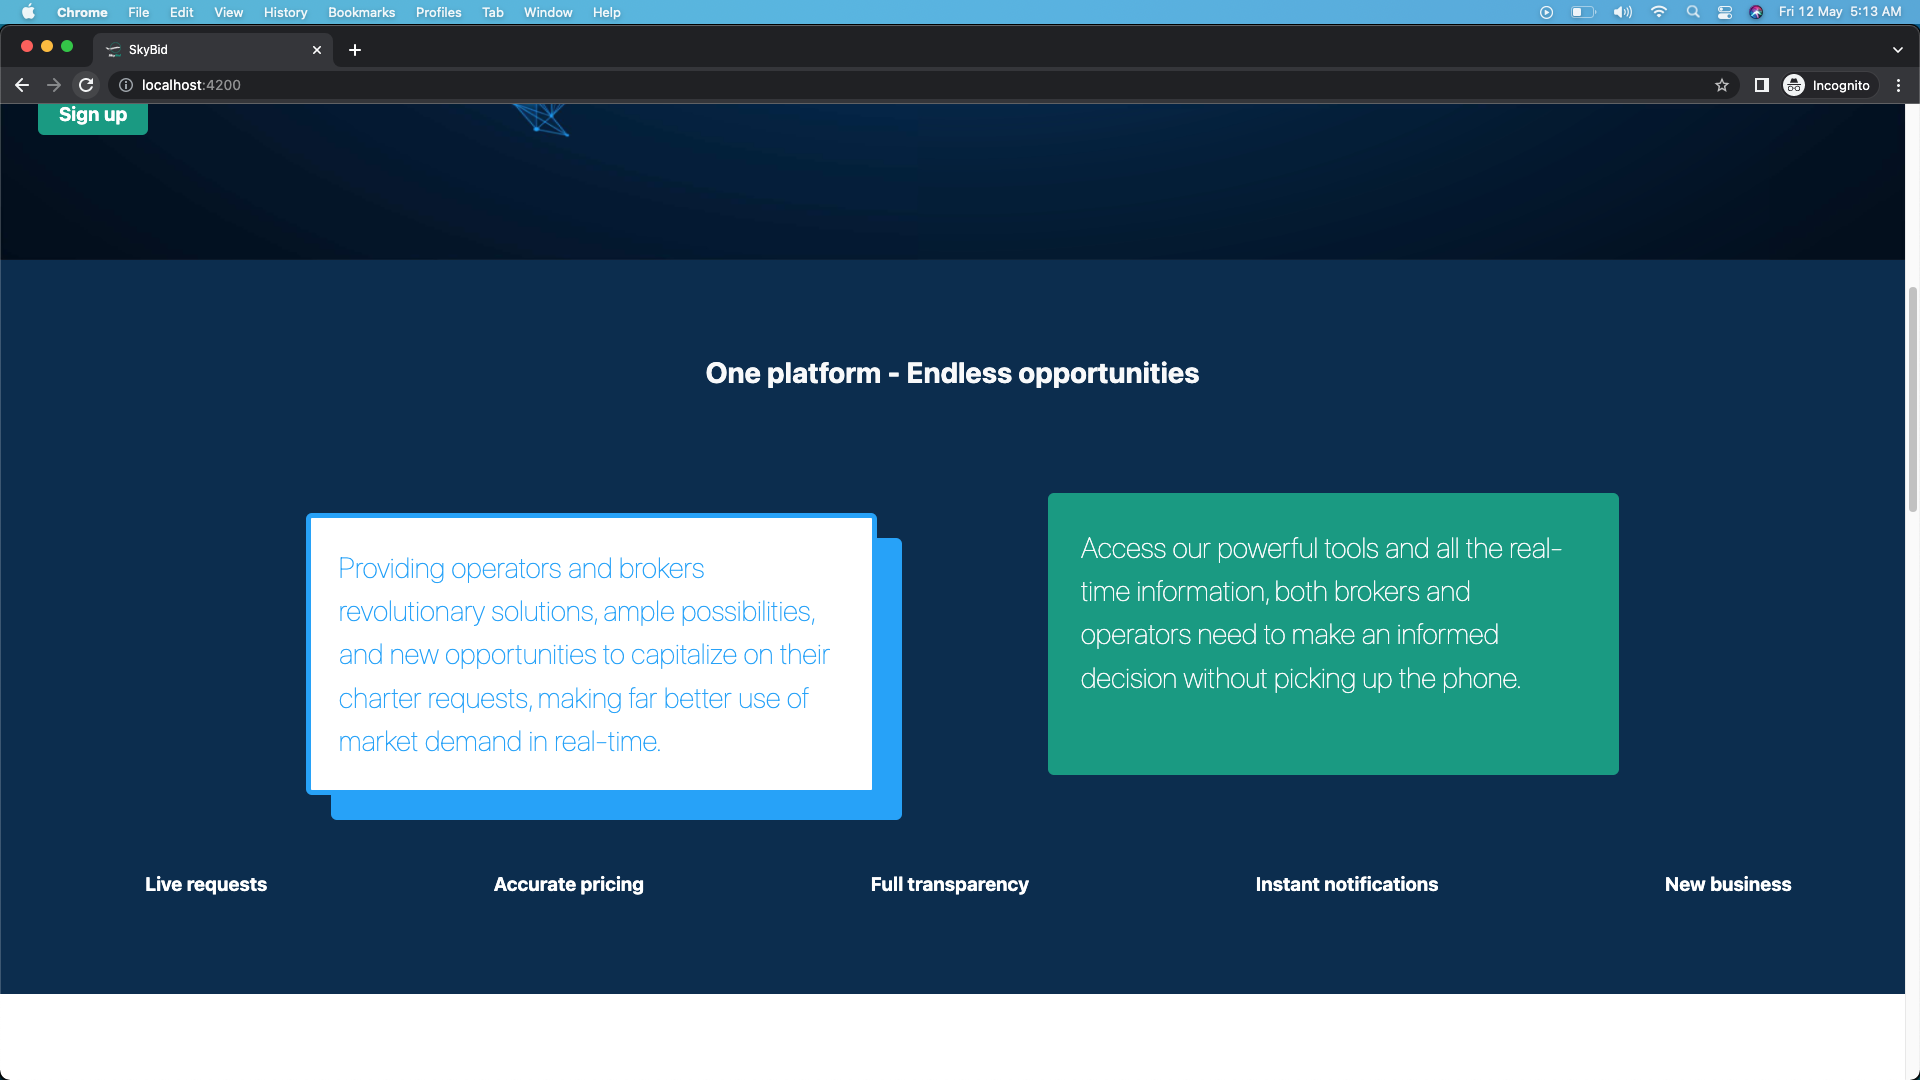 Chrome File Edit View History Bookmarks Profiles Tab Window Help Fri 12 May 5:13 AM
SkyBid
localhost:4200 Incognito
Sign up
One platform - Endless opportunities
Providing operators and brokers
revolutionary solutions, ample possibilities,
and new opportunities to capitalize on their
charter requests, making far better use of
market demand in real-time.
Access our powerful tools and all the real-
time information, both brokers and
operators need to make an informed
decision without picking up the phone.
Live requests Accurate pricing Full transparency Instant notifications New business